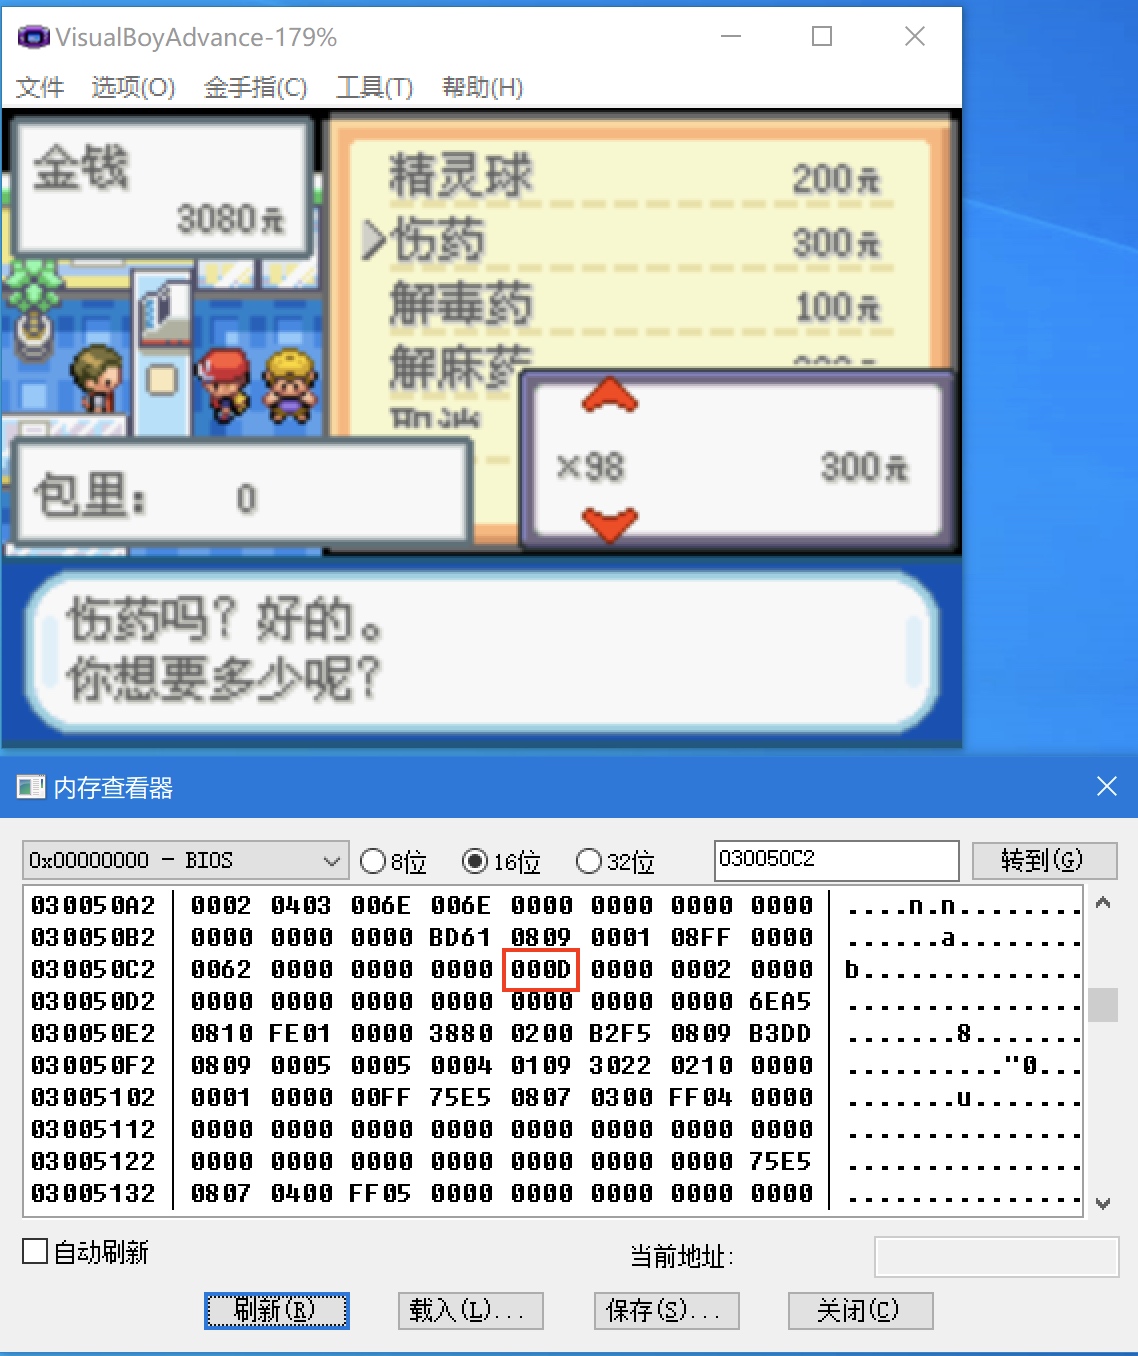 VisualBoyAdvance-179%
文件 选项(O) 金手指(C) 工具(T) 帮助(H)
金钱
3080元
精灵球 200元
伤药 300元
解毒药 100元
解麻药
取消
×98 300元
包里: 0
伤药吗?好的。
你想要多少呢?
内存查看器
0x00000000 - BIOS 8位 16位 32位 030050C2 转到(G)
030050A2 0002 0403 006E 006E 0000 0000 0000 0000 ....n.n.........
030050B2 0000 0000 0000 BD61 0809 0001 08FF 0000 ......a.........
030050C2 0062 0000 0000 0000 000D 0000 0002 0000 b...............
030050D2 0000 0000 0000 0000 0000 0000 0000 6EA5 ................
030050E2 0810 FE01 0000 3880 0200 B2F5 0809 B3DD .......8........
030050F2 0809 0005 0005 0004 0109 3022 0210 0000 .........."0....
03005102 0001 0000 00FF 75E5 0807 0300 FF04 0000 .......u........
03005112 0000 0000 0000 0000 0000 0000 0000 0000 ................
03005122 0000 0000 0000 0000 0000 0000 0000 75E5 ................
03005132 0807 0400 FF05 0000 0000 0000 0000 0000 ................
自动刷新 当前地址:
刷新(R) 载入(L)... 保存(S)... 关闭(C)